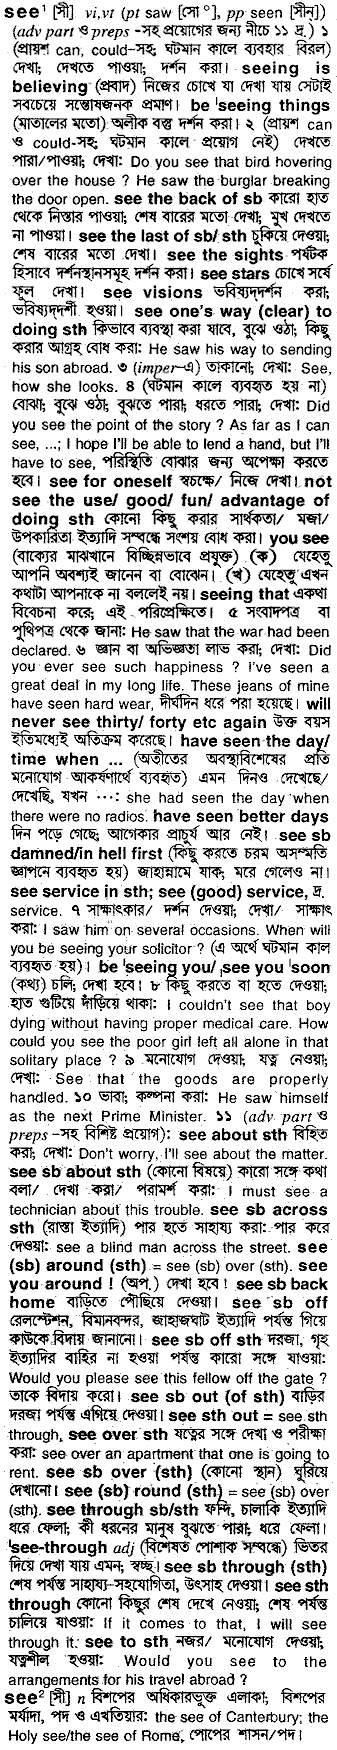 see¹ [সী] vi,vt (pt saw [সো °], pp seen [সীন্])
(adv part ও preps -সহ প্রয়োগের জন্য নীচে ১১ দ্র.) ১
(প্রায়শ can, could-সহ; ঘটমান কালে ব্যবহার বিরল)
দেখা; দেখতে পাওয়া; দর্শন করা। seeing is
believing (প্রবাদ) নিজের চোখে যা দেখা যায় সেটাই
সবচেয়ে সন্তোষজনক প্রমাণ। be ˈseeing things
(মাতালের মতো) অলীক বস্তু দর্শন করা। ২ (প্রায়শ can
ও could-সহ; ঘটমান কালে প্রয়োগ নেই) দেখতে
পারা/পাওয়া; দেখা: Do you see that bird hovering
over the house ? He saw the burglar breaking
the door open. see the back of sb কারো হাত
থেকে নিস্তার পাওয়া; শেষ বারের মতো দেখা; মুখ দেখতে
না পাওয়া। see the last of sb/ sth চুকিয়ে দেওয়া;
শেষ বারের মতো দেখা। see the sights পর্যটক
হিসাবে দর্শনস্থানসমূহ দর্শন করা। see stars চোখে সর্ষে
ফুল দেখা। see visions ভবিষ্যদ্দর্শন করা;
ভবিষ্যদ্দর্শী হওয়া। see one's way (clear) to
doing sth কিভাবে ব্যবস্থা করা যাবে, বুঝে ওঠা; কিছু
করার আগ্রহ বোধ করা: He saw his way to sending
his son abroad. ৩ (imper-এ) তাকানো; দেখা: See,
how she looks. ৪ (ঘটমান কালে ব্যবহৃত হয় না)
বোঝা; বুঝে ওঠা; বুঝতে পারা; ধরতে পারা; দেখা: Did
you see the point of the story ? As far as I can
see, ...; I hope I'll be able to lend a hand, but I'll
have to see, পরিস্থিতি বোঝার জন্য অপেক্ষা করতে
হবে। see for oneself স্বচক্ষে/ নিজে দেখা। not
see the use/ good/ fun/ advantage of
doing sth কোনো কিছু করার সার্থকতা/ মজা/
উপকারিতা ইত্যাদি সম্বন্ধে সংশয় বোধ করা। you see
(বাক্যের মাঝখানে বিচ্ছিন্নভাবে প্রযুক্ত) (ক) যেহেতু
আপনি অবশ্যই জানেন বা বোঝেন। (খ) যেহেতু এখন
কথাটা আপনাকে না বললেই নয়। seeing that একথা
বিবেচনা করে; এই পরিপ্রেক্ষিতে। ৫ সংবাদপত্র বা
পুথিপত্র থেকে জানা: He saw that the war had been
declared. ৬ জ্ঞান বা অভিজ্ঞতা লাভ করা; দেখা: Did
you ever see such happiness ? I've seen a
great deal in my long life. These jeans of mine
have seen hard wear, দীর্ঘদিন ধরে পরা হয়েছে। will
never see thirty/ forty etc again উক্ত বয়স
ইতিমধ্যেই অতিক্রম করেছে। have seen the day/
time when ... (অতীতের অবস্থাবিশেষের প্রতি
মনোযোগ আকর্ষণার্থে ব্যবহৃত) এমন দিনও দেখেছে/
দেখেছি, যখন ···: she had seen the day when
there were no radios. have seen better days
দিন পড়ে গেছে; আগেকার প্রাচুর্য আর নেই। see sb
damned/in hell first (কিছু করতে চরম অসম্মতি
জ্ঞাপনে ব্যবহৃত হয়) জাহান্নামে যাক; মরে গেলেও না।
see service in sth; see (good) service, দ্র.
service. ৭ সাক্ষাৎকার/ দর্শন দেওয়া; দেখা/ সাক্ষাৎ
করা: I saw him on several occasions. When will
you be seeing your solicitor ? (এ অর্থে ঘটমান কাল
ব্যবহৃত হয়)। be ˈseeing you/ ˌsee you ˈsoon
(কথ্য) চলি; দেখা হবে। ৮ কিছু করতে বা হতে দেওয়া;
হাত গুটিয়ে দাঁড়িয়ে থাকা: I couldn't see that boy
dying without having proper medical care. How
could you see the poor girl left all alone in that
solitary place ? ৯ মনোযোগ দেওয়া; যত্ন নেওয়া;
দেখা: See that the goods are properly
handled. ১০ ভাবা; কল্পনা করা: He saw himself
as the next Prime Minister. ১১ (adv part ও
preps -সহ বিশিষ্ট প্রয়োগ): see about sth বিহিত
করা; দেখা: Don't worry, I'll see about the matter.
see sb about sth (কোনো বিষয়ে) কারো সঙ্গে কথা
বলা/ দেখা করা/ পরামর্শ করা: I must see a
technician about this trouble. see sb across
sth (রাস্তা ইত্যাদি) পার হতে সাহায্য করা: পার করে
দেওয়া: see a blind man across the street. see
(sb) around (sth) = see (sb) over (sth). see
you around ! (অপ.) দেখা হবে ! see sb back
home বাড়িতে পৌছিয়ে দেওয়া। see sb off
রেলস্টেশন, বিমানবন্দর, জাহাজঘাট ইত্যাদি পর্যন্ত গিয়ে
কাউকে বিদায় জানানো। see sb off sth দরজা, গৃহ
ইত্যাদির বাহির না হওয়া পর্যন্ত কারো সঙ্গে যাওয়া:
Would you please see this fellow off the gate ?
তাকে বিদায় করো। see sb out (of sth) বাড়ির
দরজা পর্যন্ত এগিয়ে দেওয়া। see sth out = see sth
through, see over sth যত্নের সঙ্গে দেখা ও পরীক্ষা
করা: see over an apartment that one is going to
rent. see sb over (sth) (কোনো স্থান) ঘুরিয়ে
দেখানো। see (sb) round (sth) = see (sb) over
(sth). see through sb/sth ফন্দি, চালাকি ইত্যাদি
ধরে ফেলা; কী ধরনের মানুষ বুঝতে পারা; ধরে ফেলা।
ˈsee-through adj (বিশেষত পোশাক সম্বন্ধে) ভিতর
দিয়ে দেখা যায় এমন; স্বচ্ছ। see sb through (sth)
শেষ পর্যন্ত সাহায্য-সহযোগিতা, উৎসাহ দেওয়া। see sth
through কোনো কিছুর শেষ দেখে নেওয়া; শেষ পর্যন্ত
চালিয়ে যাওয়া: If it comes to that, I will see
through it. see to sth নজর/ মনোযোগ দেওয়া;
যত্নশীল হওয়া: Would you see to the
arrangements for his travel abroad ?
see² [সী] n বিশপের অধিকারভুক্ত এলাকা; বিশপের
মর্যাদা, পদ ও এখতিয়ার: the see of Canterbury; the
Holy see/the see of Rome, পোপের শাসন/পদ।